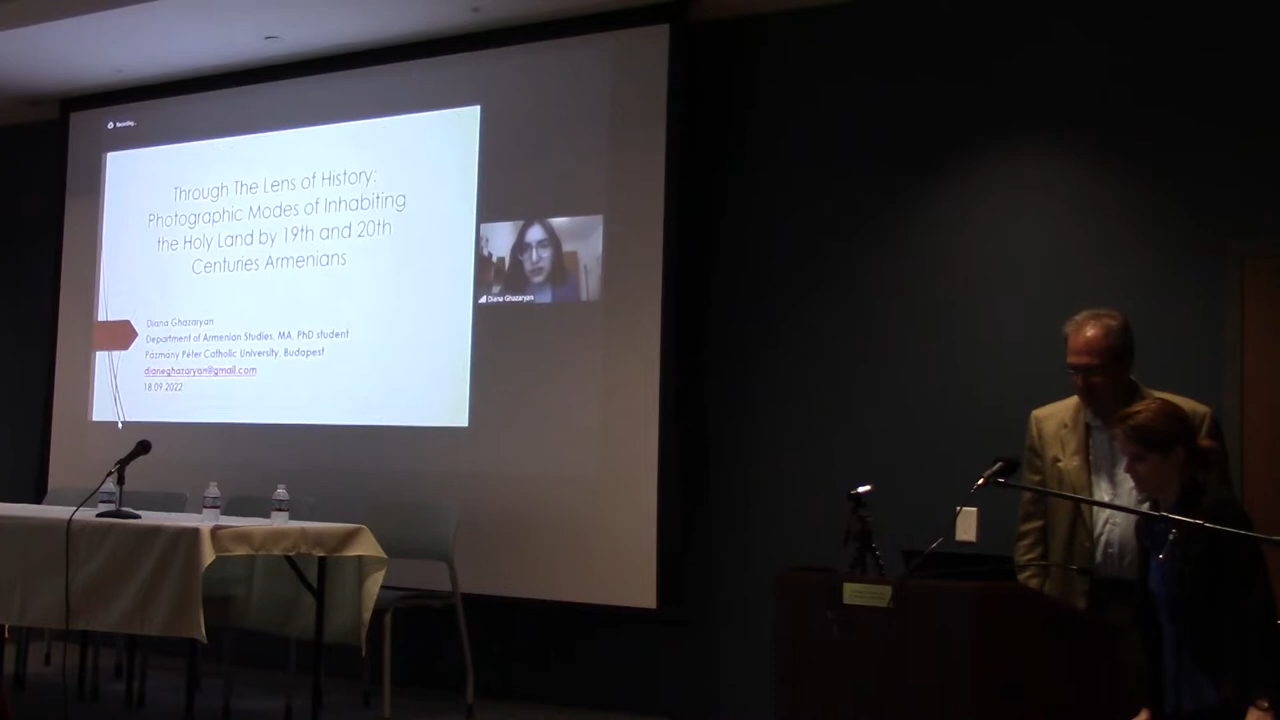 Recording...
Through The Lens of History:
Photographic Modes of Inhabiting
the Holy Land by 19th and 20th
Centuries Armenians
Diana Ghazaryan
Department of Armenian Studies, MA, PhD student
Pázmány Péter Catholic University, Budapest
dianeghazaryan@gmail.com
18.09.2022
Diana Ghazaryan